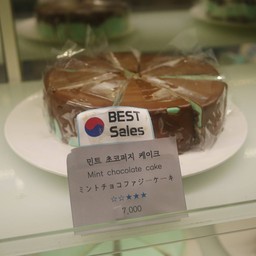 BEST
Sales
민트 초코퍼지 케이크
Mint chocolate cake
ミントチョコファジーケーキ
☆☆★★★
7,000